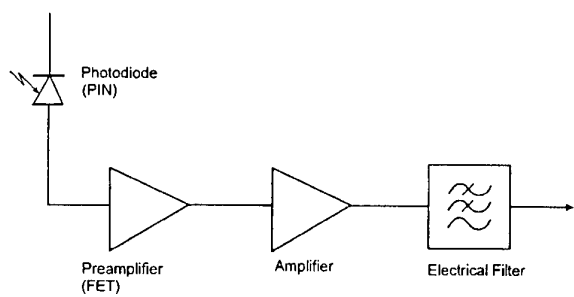 Photodiode
(PIN)
Preamplifier
(FET)
Amplifier
Electrical Filter